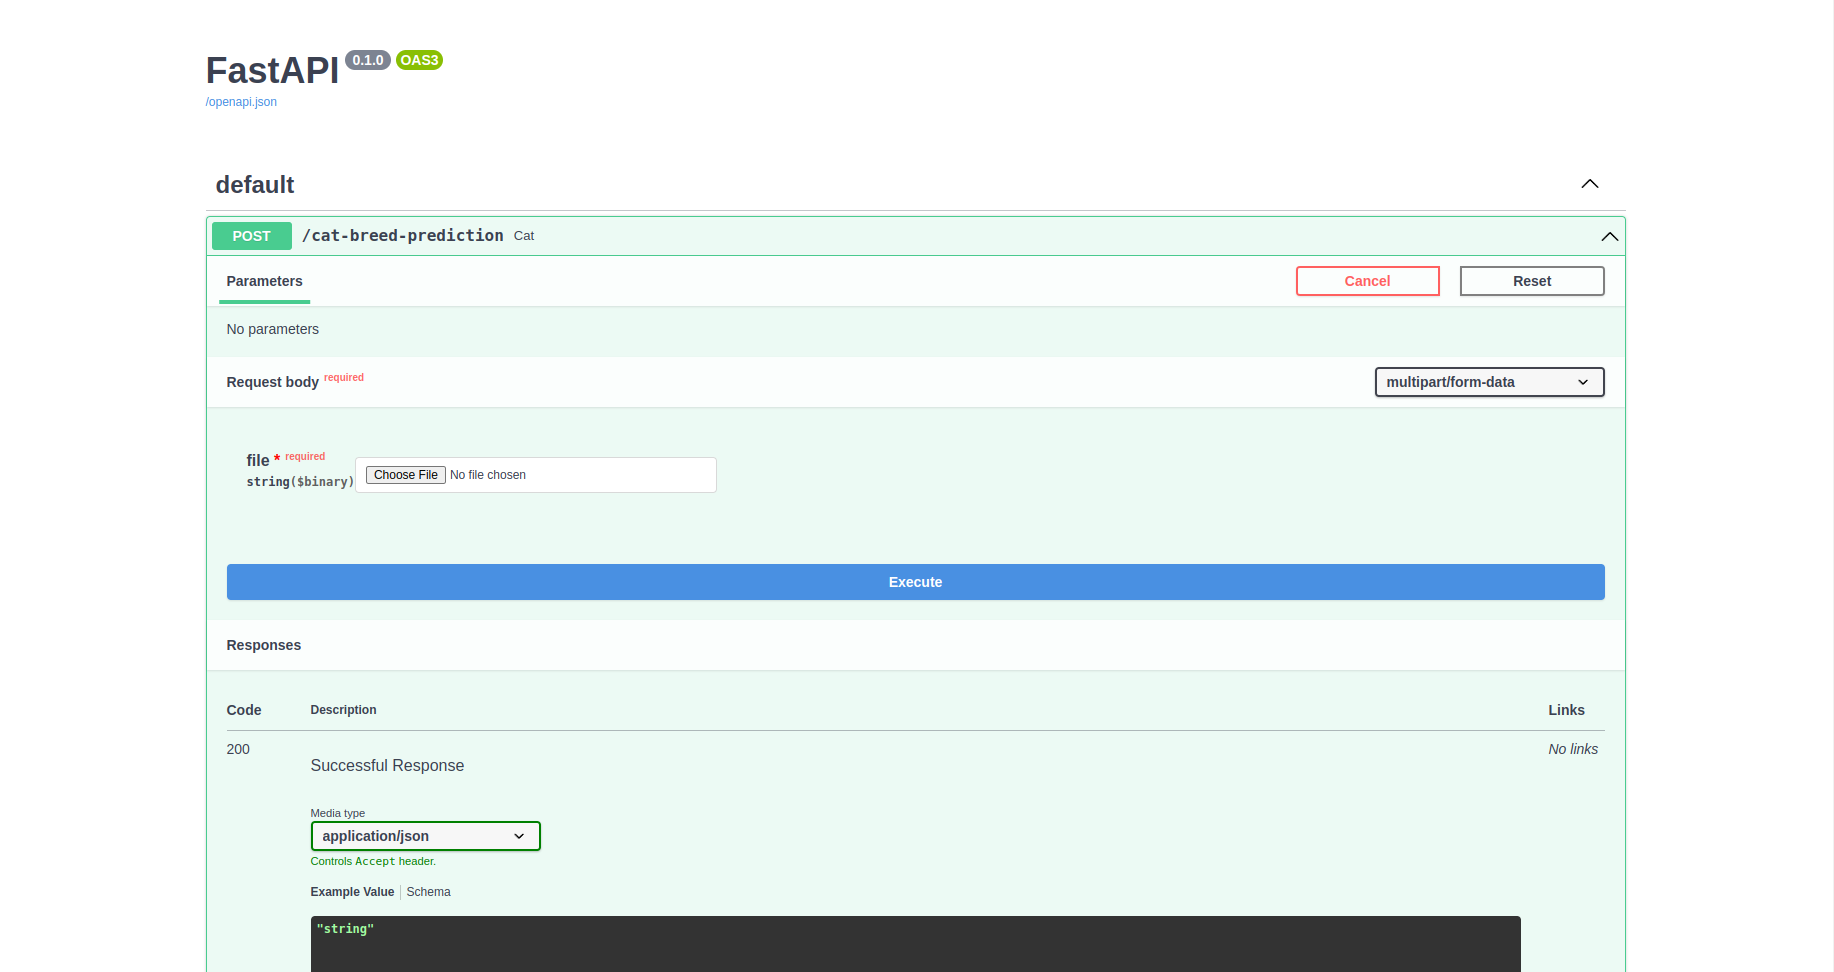 FastAPI 0.1.0 OAS3
/openapi.json
default
POST /cat-breed-prediction Cat
Parameters Cancel Reset
No parameters
Request body required multipart/form-data
file * required
string($binary) Choose File No file chosen
Execute
Responses
Code Description Links
200 No links
Successful Response
Media type
application/json
Controls Accept header.
Example Value Schema
"string"